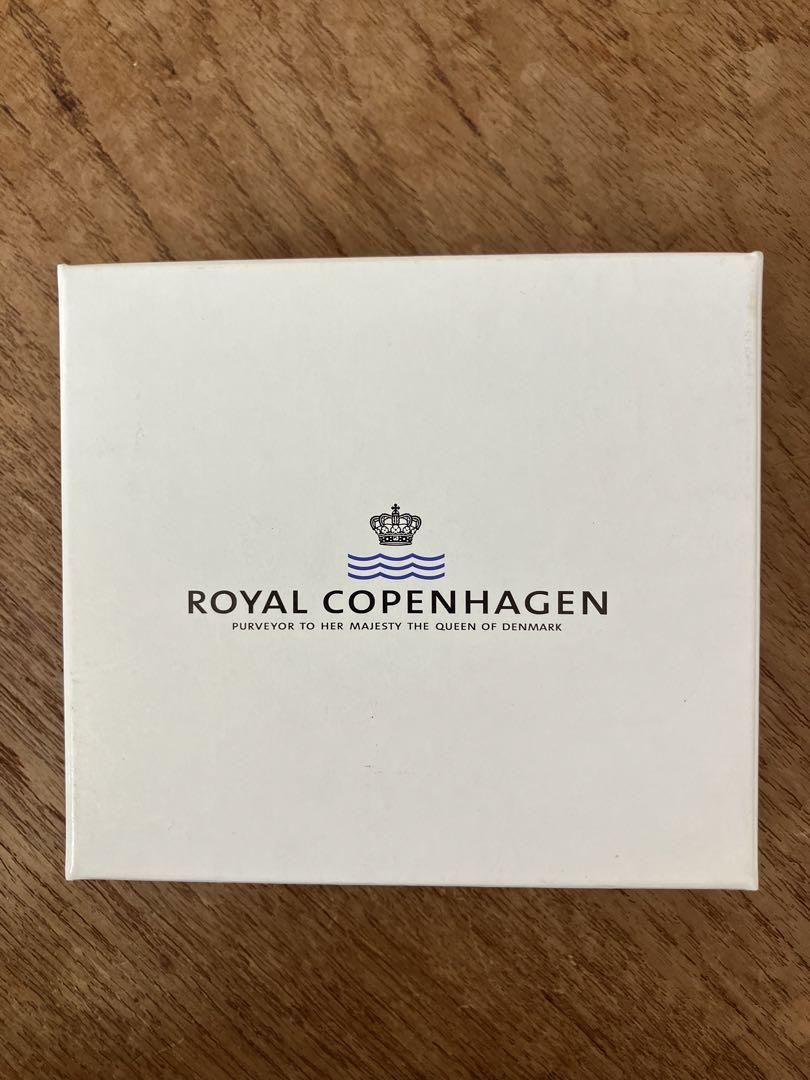 ROYAL COPENHAGEN
PURVEYOR TO HER MAJESTY THE QUEEN OF DENMARK